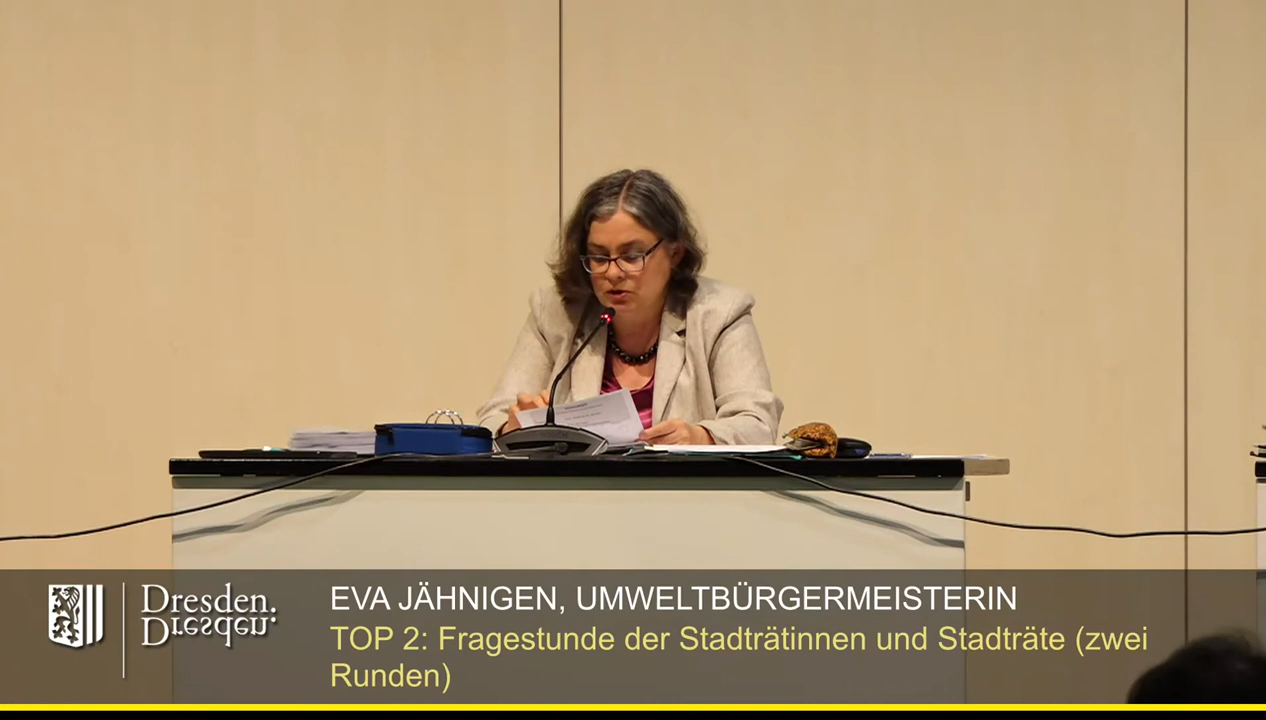 Dresden.
Dresden.
EVA JÄHNIGEN, UMWELTBÜRGERMEISTERIN
TOP 2: Fragestunde der Stadträtinnen und Stadträte (zwei
Runden)